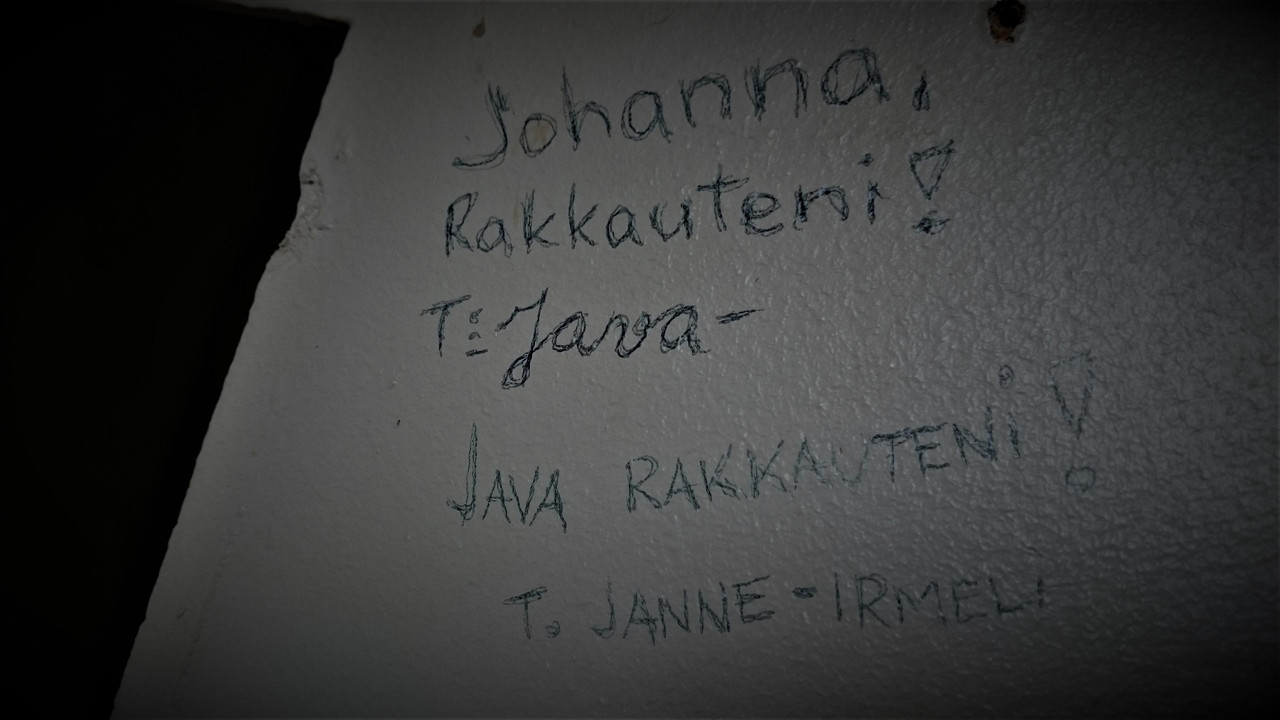 Johanna,
Rakkauteni!
T: Java-
JAVA RAKKAUTENi!
T. JANNE-IRMELI